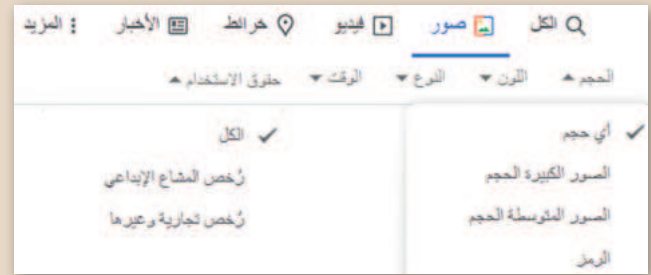 الكل صور فيديو خرائط الأخبار المزيد
الحجم اللون النوع الوقت حقوق الاستخدام
أي حجم
الصور الكبيرة الحجم
الصور المتوسطة الحجم
الرمز
الكل
رُخص المشاع الإبداعي
رُخص تجارية وغيرها